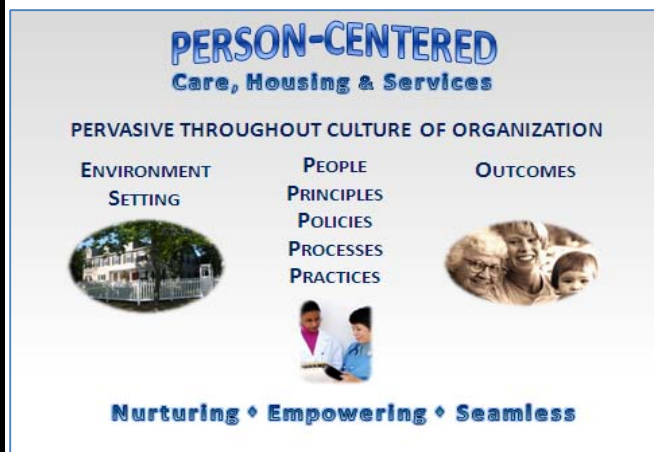 PERSON-CENTERED
Care, Housing & Services
PERVASIVE THROUGHOUT CULTURE OF ORGANIZATION
ENVIRONMENT
SETTING
PEOPLE
PRINCIPLES
POLICIES
PROCESSES
PRACTICES
OUTCOMES
Nurturing ♦ Empowering ♦ Seamless